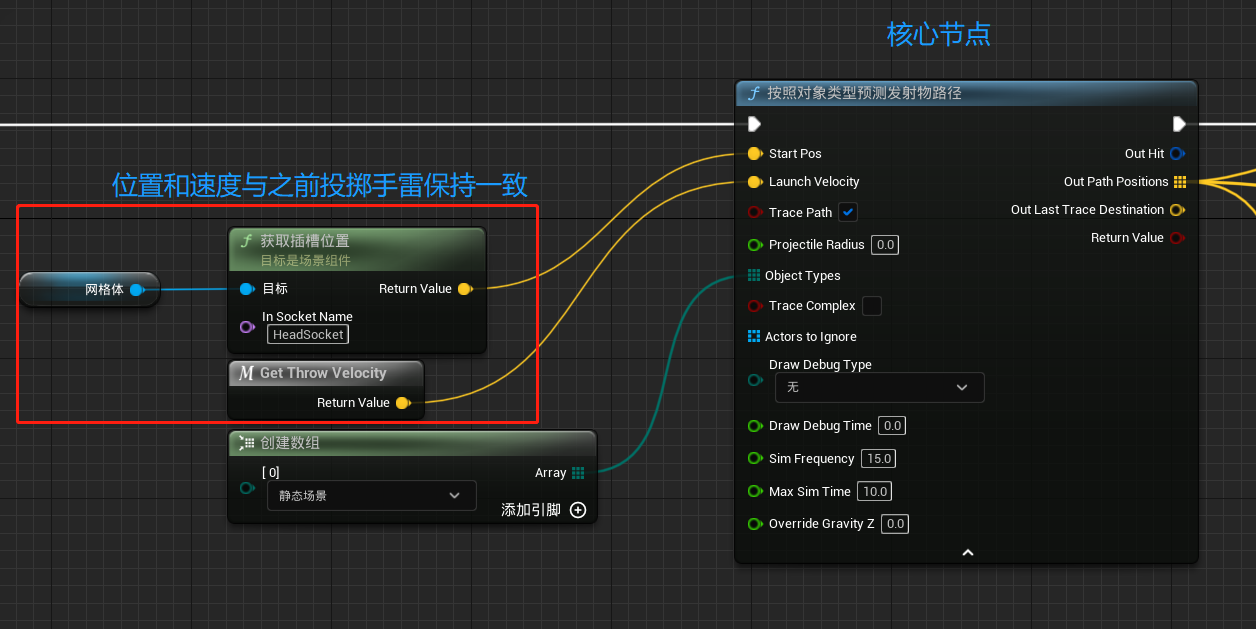 核心节点
位置和速度与之前投掷手雷保持一致
网格体
f 获取插槽位置
目标是场景组件
目标
Return Value
In Socket Name
HeadSocket
M Get Throw Velocity
Return Value
创建数组
[ 0]
Array
静态场景
添加引脚
f 按照对象类型预测发射物路径
Start Pos
Out Hit
Launch Velocity
Out Path Positions
Trace Path
Out Last Trace Destination
Projectile Radius 0.0
Return Value
Object Types
Trace Complex
Actors to Ignore
Draw Debug Type
无
Draw Debug Time 0.0
Sim Frequency 15.0
Max Sim Time 10.0
Override Gravity Z 0.0